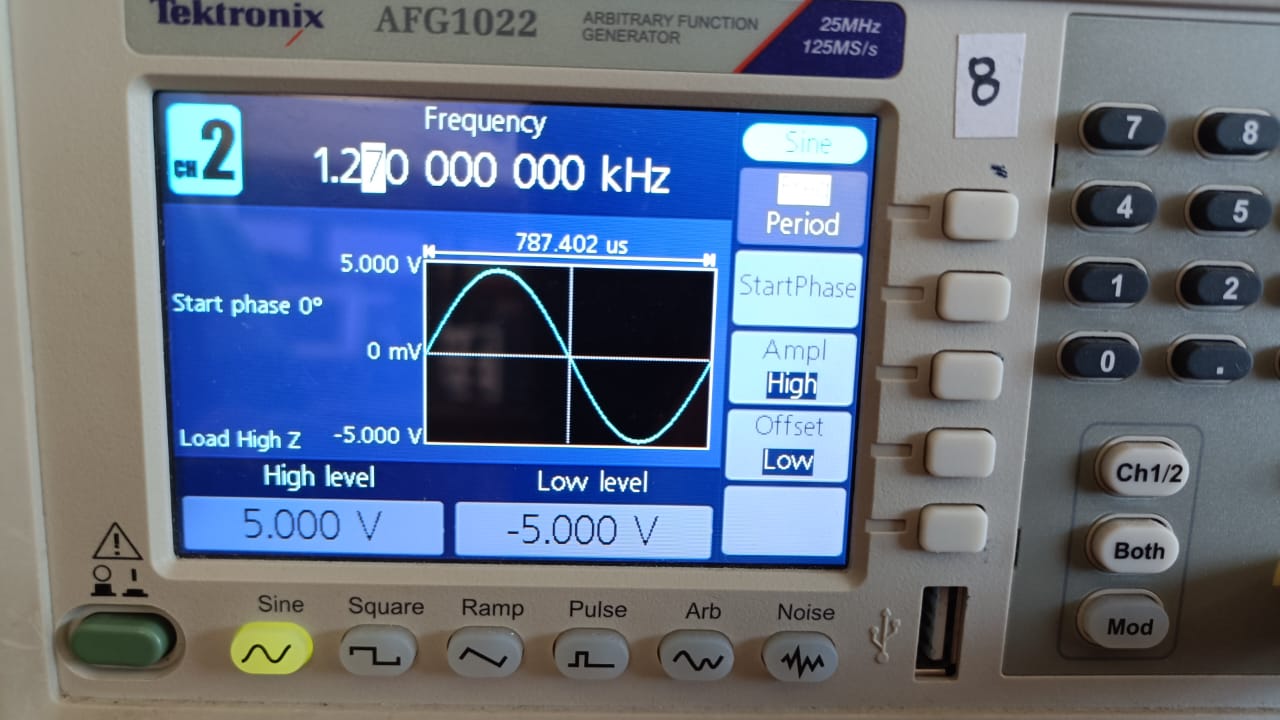 Tektronix AFG1022 ARBITRARY FUNCTION GENERATOR 25MHz 125MS/s
8
CH 2
Frequency
1.270 000 000 kHz
Sine
Period
StartPhase
Ampl
High
Offset
Low
787.402 us
5.000 V
Start phase 0°
0 mV
Load High Z
-5.000 V
High level Low level
5.000 V -5.000 V
Sine Square Ramp Pulse Arb Noise
7 8
4 5
1 2
0 .
Ch1/2
Both
Mod